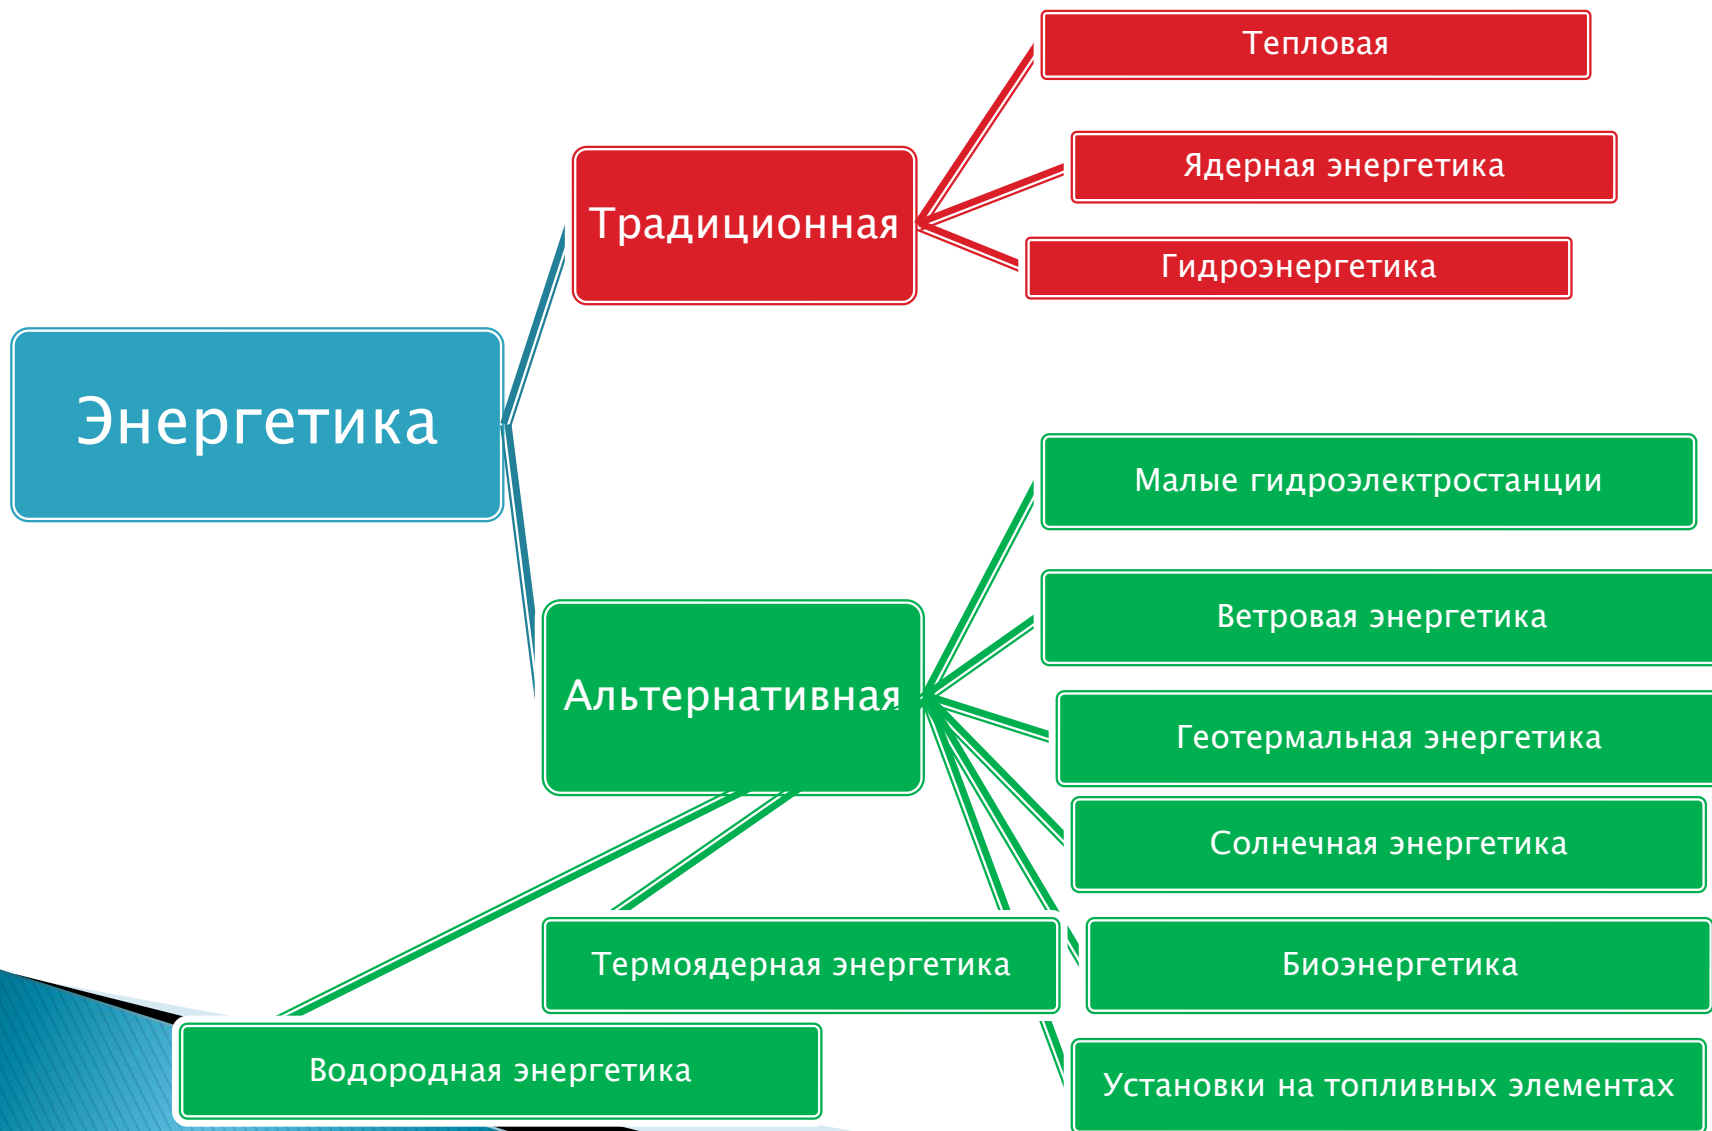 Энергетика
Традиционная
Тепловая
Ядерная энергетика
Гидроэнергетика
Альтернативная
Малые гидроэлектростанции
Ветровая энергетика
Геотермальная энергетика
Солнечная энергетика
Биоэнергетика
Установки на топливных элементах
Термоядерная энергетика
Водородная энергетика